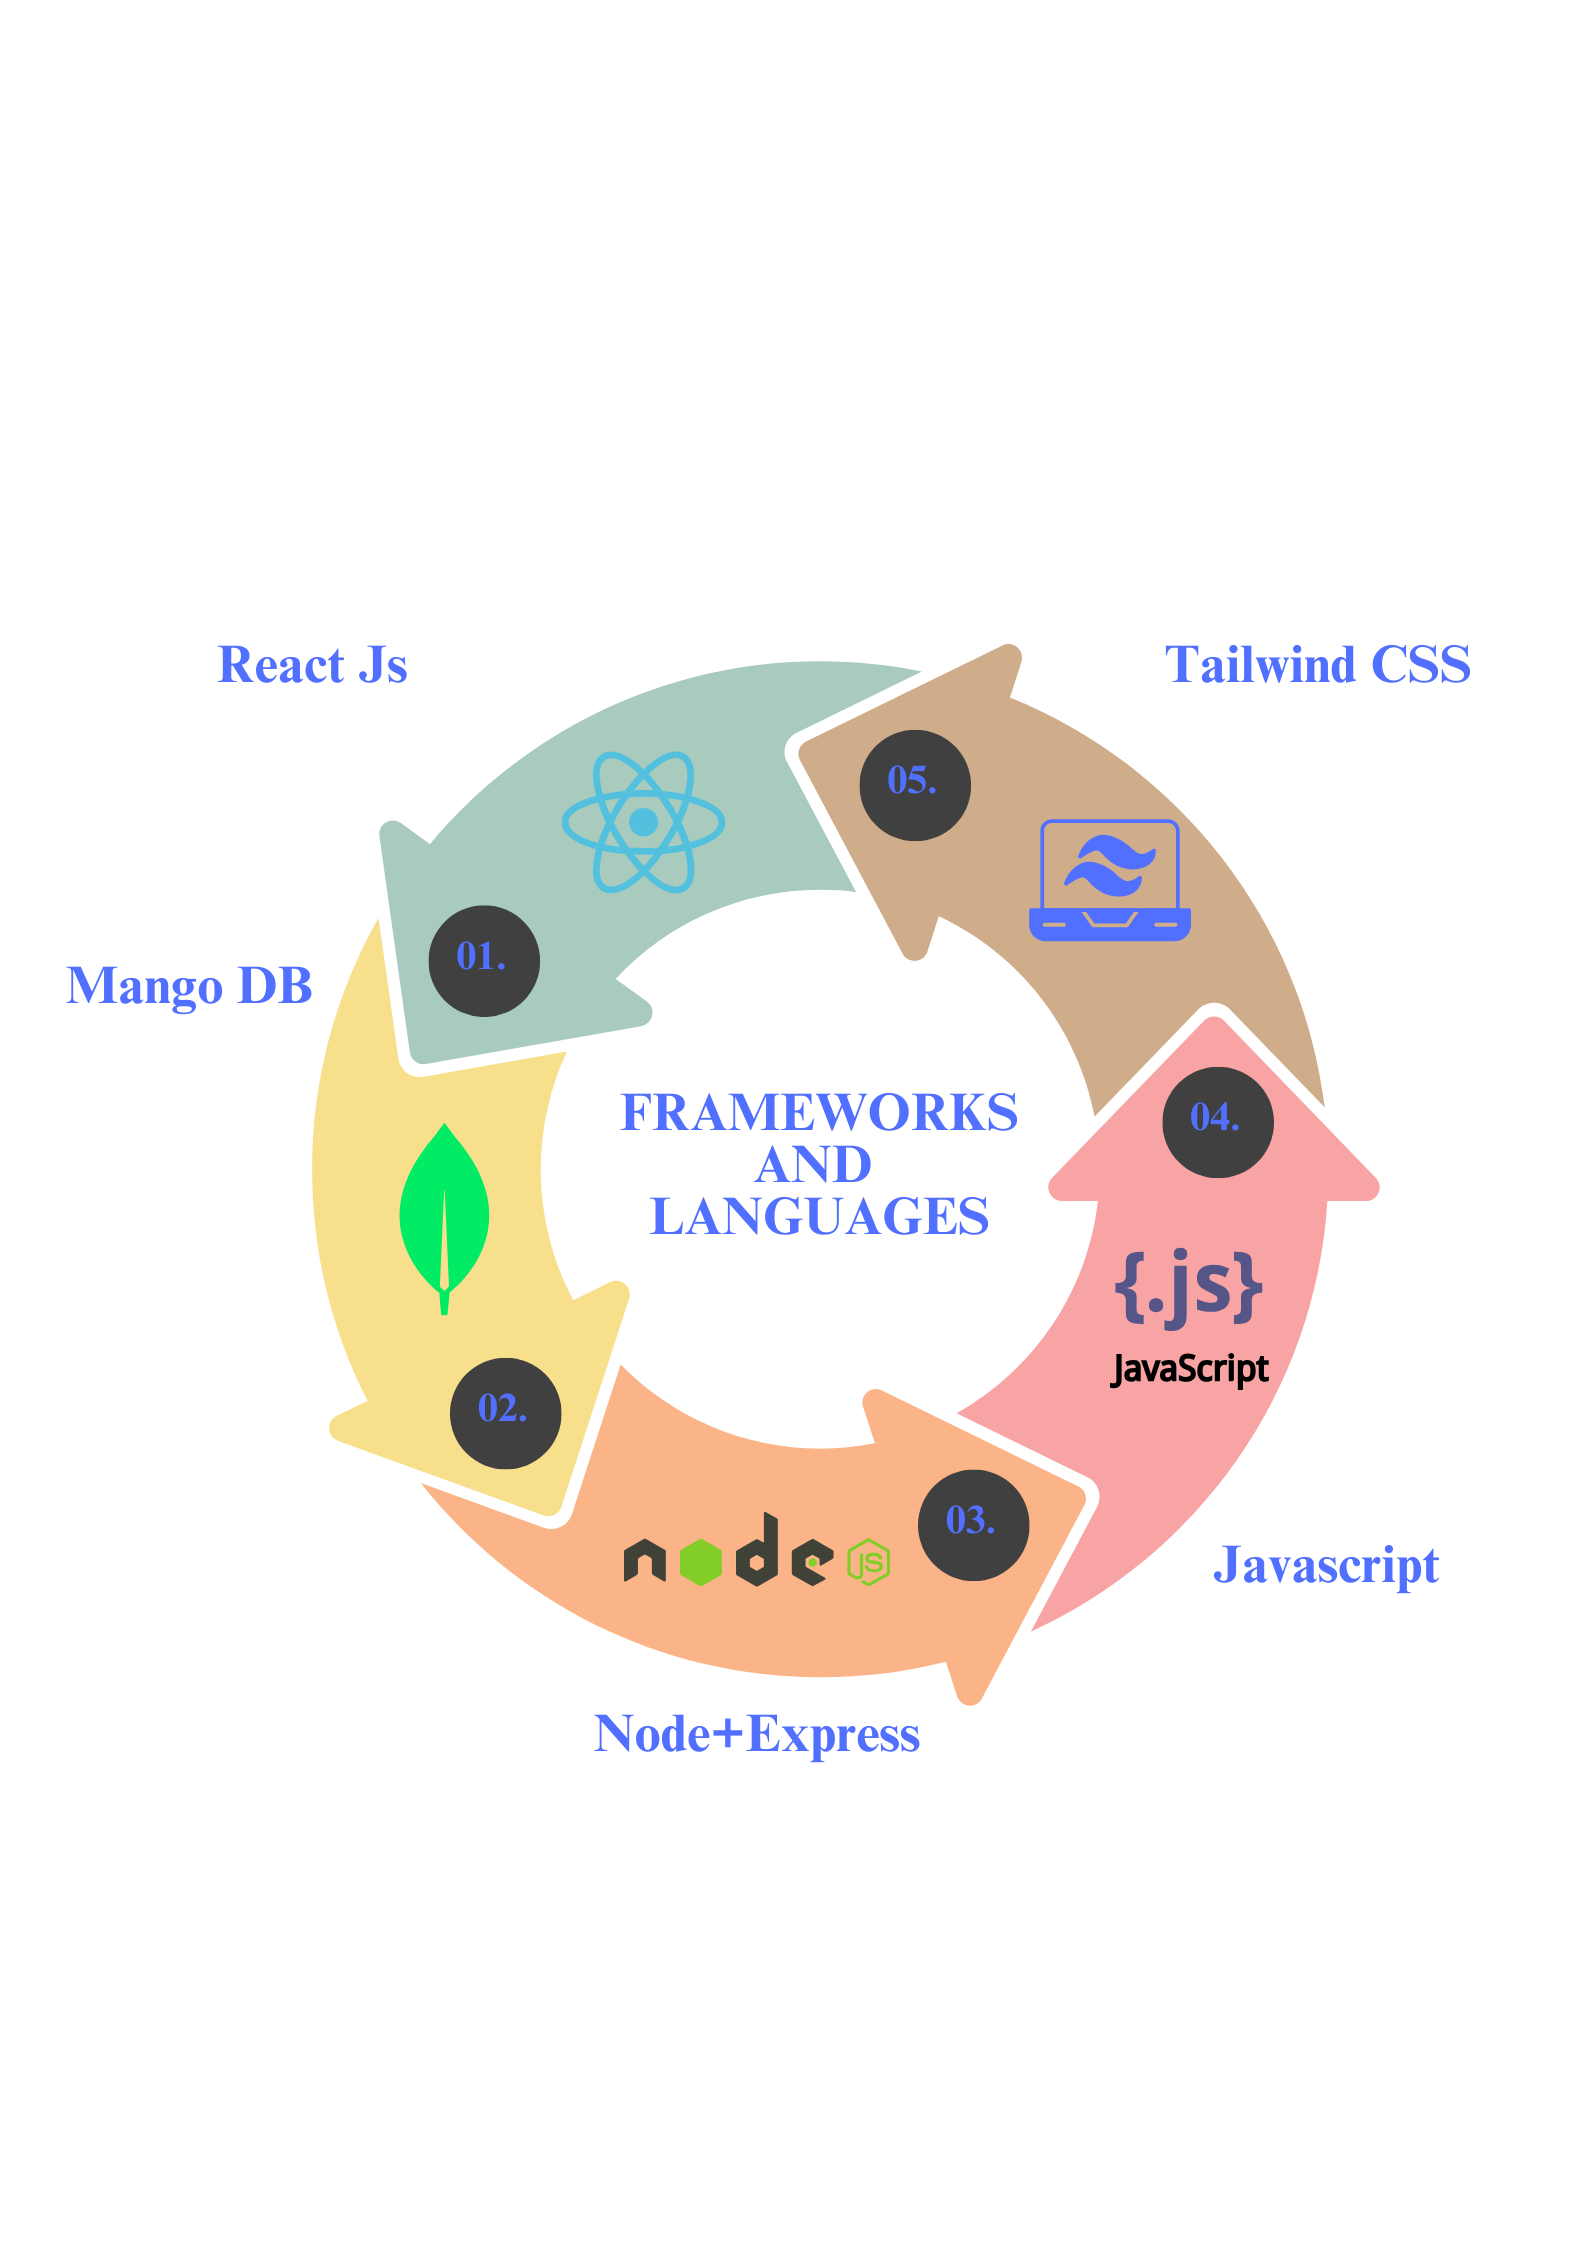 React Js
Tailwind CSS
05.
01.
Mango DB
FRAMEWORKS
AND
LANGUAGES
04.
{.js}
JavaScript
02.
03.
node
JS
Javascript
Node+Express